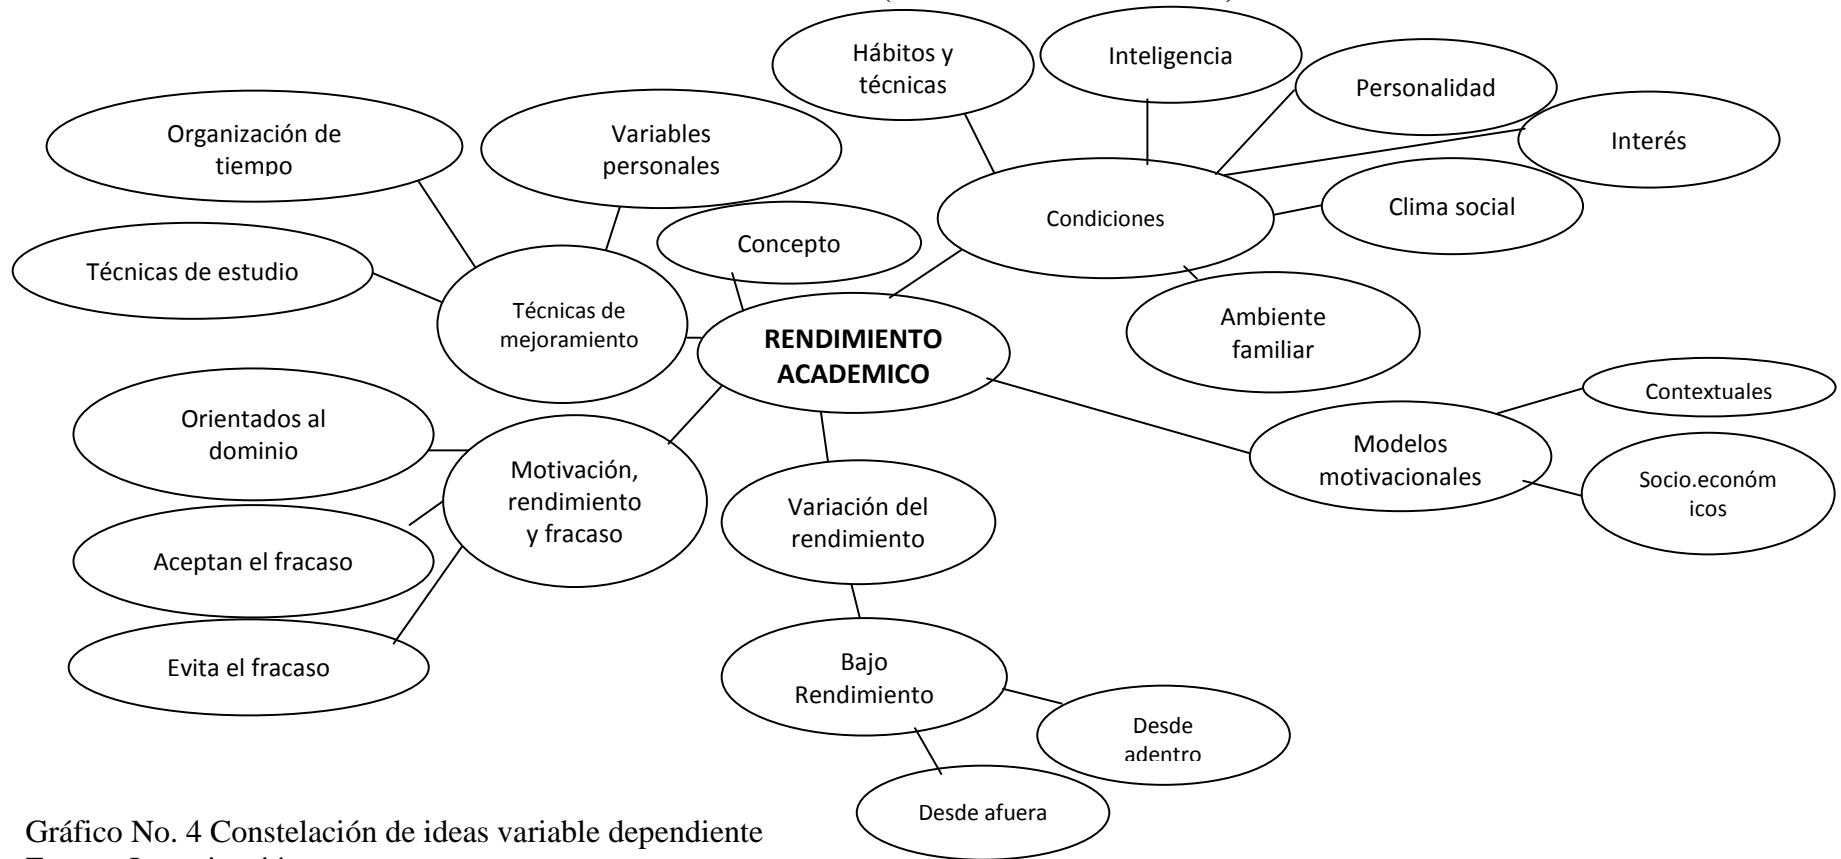 Hábitos y
técnicas
Inteligencia
Personalidad
Interés
Organización de
tiempo
Variables
personales
Clima social
Condiciones
Concepto
Técnicas de estudio
Técnicas de
mejoramiento
RENDIMIENTO
ACADEMICO
Ambiente
familiar
Contextuales
Orientados al
dominio
Modelos
motivacionales
Motivación,
rendimiento
y fracaso
Socio.económ
icos
Variación del
rendimiento
Aceptan el fracaso
Evita el fracaso
Bajo
Rendimiento
Desde
adentro
Desde afuera
Gráfico No. 4 Constelación de ideas variable dependiente